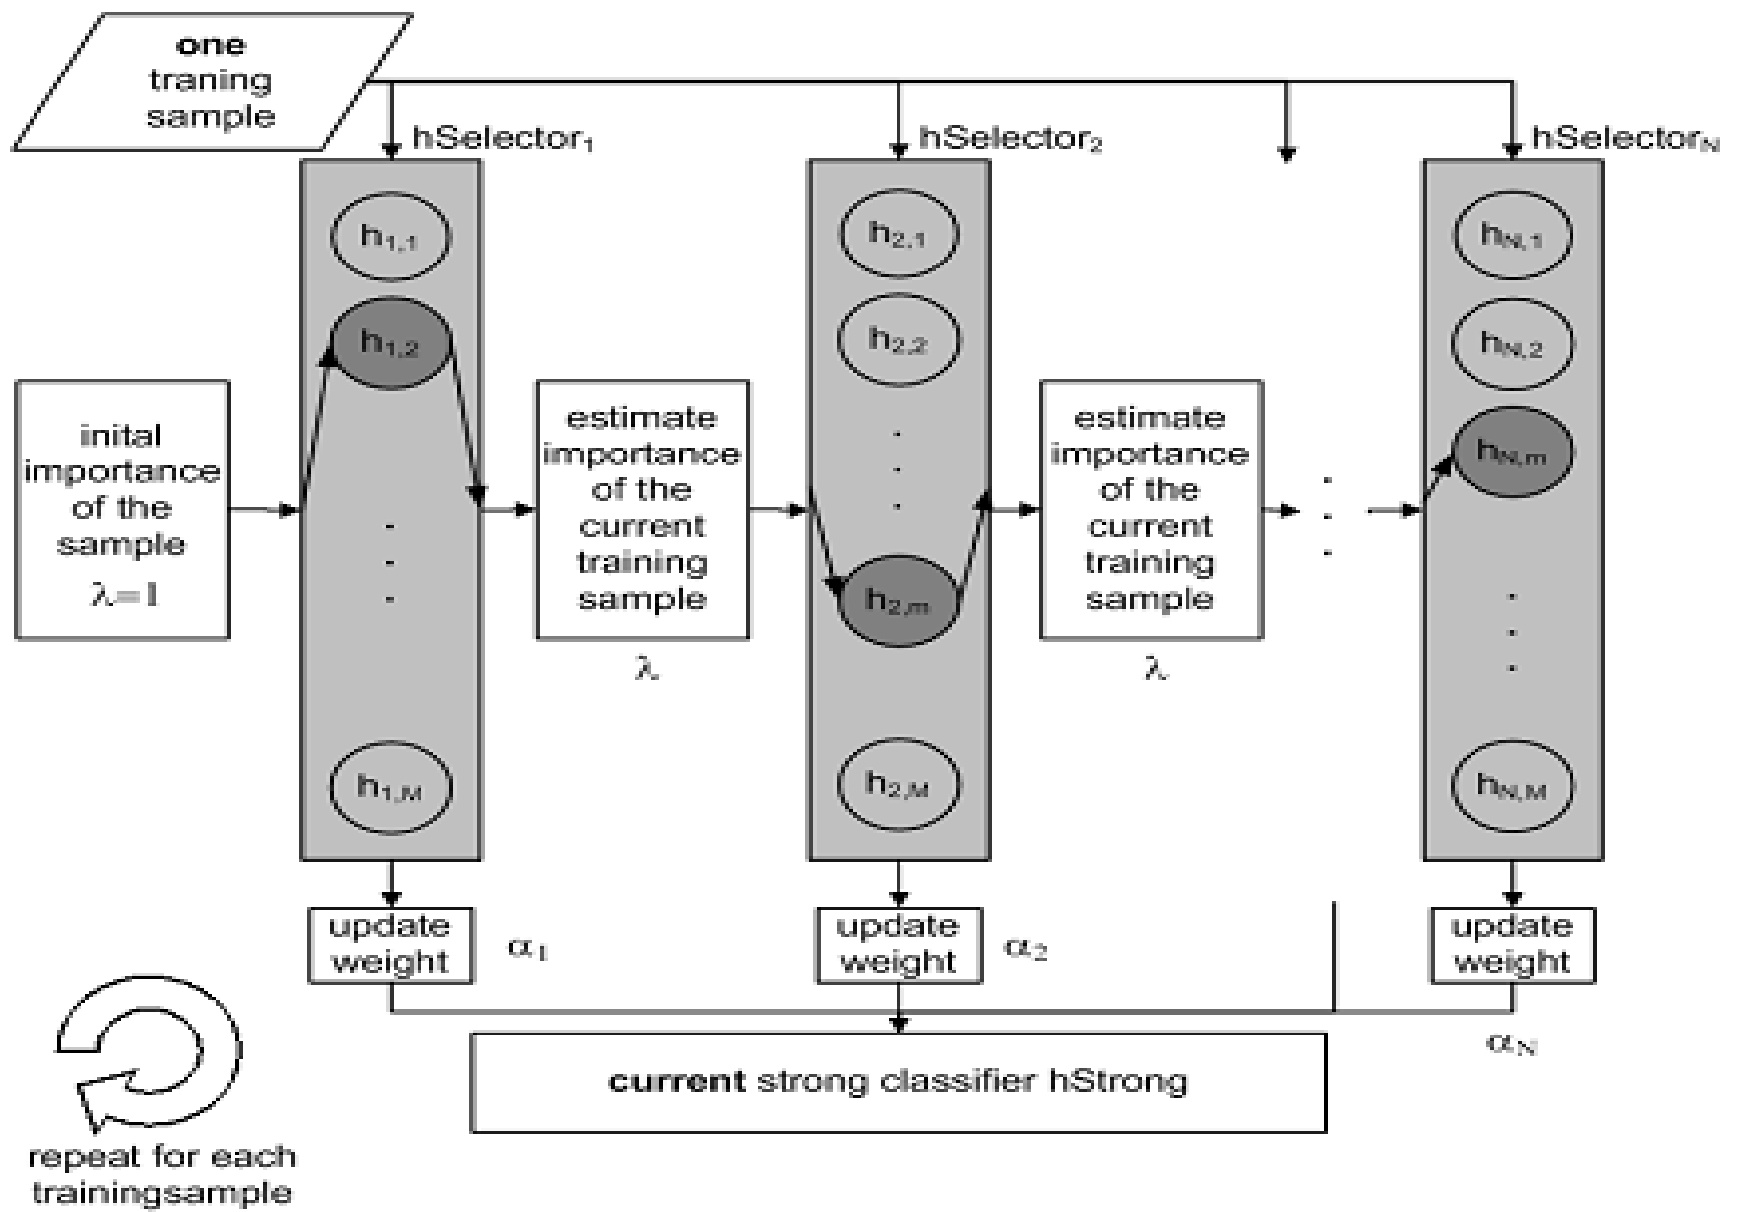 one
traning
sample
hSelector₁
hSelector₂
hSelectorN
h₁,₁
h₂,₁
hN,₁
h₁,₂
h₂,₂
hN,₂
hN,m
inital
importance
of the
sample
λ=1
estimate
importance
of the
current
training
sample
λ
h₂,m
estimate
importance
of the
current
training
sample
λ
h₁,M
h₂,M
hN,M
update
weight
α₁
update
weight
α₂
update
weight
αN
current strong classifier hStrong
repeat for each
trainingsample